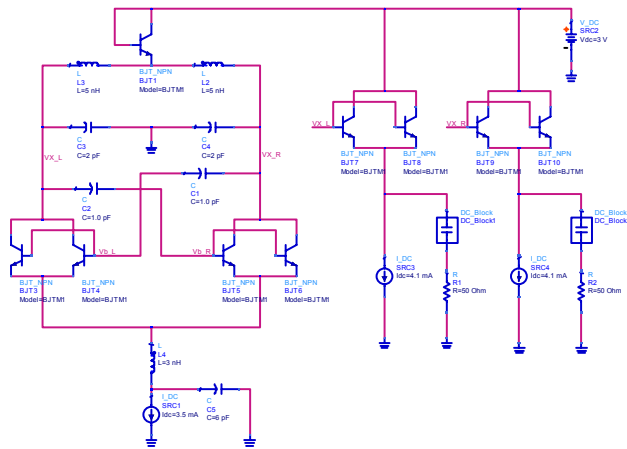 V_DC
SRC2
Vdc=3 V
+
-
BJT_NPN
BJT1
Model=BJTM1
L
L3
L=5 nH
L
L2
L=5 nH
C
C3
C=2 pF
C
C4
C=2 pF
VX_L
VX_R
VX_L
VX_R
BJT_NPN
BJT7
Model=BJTM1
BJT_NPN
BJT8
Model=BJTM1
BJT_NPN
BJT9
Model=BJTM1
BJT_NPN
BJT10
Model=BJTM1
C
C2
C=1.0 pF
C
C1
C=1.0 pF
Vb_L
Vb_R
BJT_NPN
BJT3
Model=BJTM1
BJT_NPN
BJT4
Model=BJTM1
BJT_NPN
BJT5
Model=BJTM1
BJT_NPN
BJT6
Model=BJTM1
DC_Block
DC_Block1
DC_Block
DC_Block2
I_DC
SRC3
Idc=4.1 mA
R
R1
R=50 Ohm
I_DC
SRC4
Idc=4.1 mA
R
R2
R=50 Ohm
L
L4
L=3 nH
I_DC
SRC1
Idc=3.5 mA
C
C5
C=6 pF